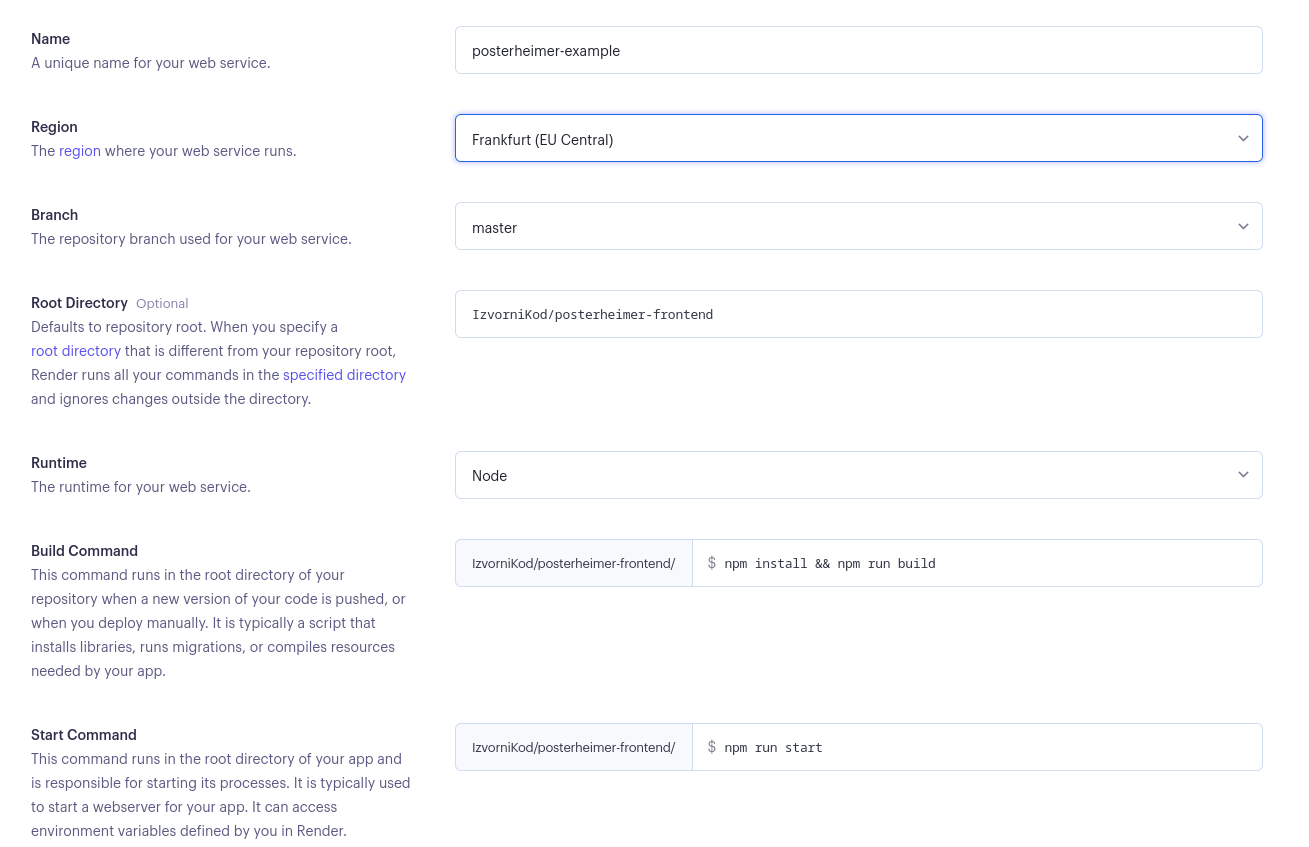 Name
A unique name for your web service.
posterheimer-example
Region
The region where your web service runs.
Frankfurt (EU Central)
Branch
The repository branch used for your web service.
master
Root Directory Optional
Defaults to repository root. When you specify a
root directory that is different from your repository root,
Render runs all your commands in the specified directory
and ignores changes outside the directory.
IzvorniKod/posterheimer-frontend
Runtime
The runtime for your web service.
Node
Build Command
This command runs in the root directory of your
repository when a new version of your code is pushed, or
when you deploy manually. It is typically a script that
installs libraries, runs migrations, or compiles resources
needed by your app.
IzvorniKod/posterheimer-frontend/ $ npm install && npm run build
Start Command
This command runs in the root directory of your app and
is responsible for starting its processes. It is typically used
to start a webserver for your app. It can access
environment variables defined by you in Render.
IzvorniKod/posterheimer-frontend/ $ npm run start